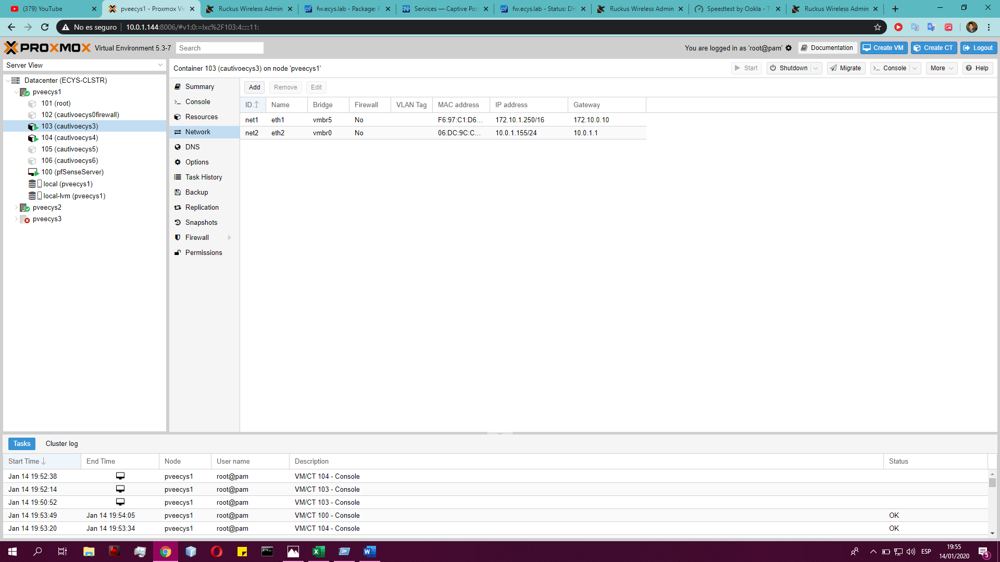 (379) YouTube
pveecys1 - Proxmox Vir
Ruckus Wireless Admin
fw.ecys.lab - Package: F
Services — Captive Por
fw.ecys.lab - Status: DH
Ruckus Wireless Admin
Speedtest by Ookla - Th
Ruckus Wireless Admin
No es seguro
10.0.1.144:8006/#v1:0:=lxc%2F103:4:::::11:
PROXMOX Virtual Environment 5.3-7
Search
You are logged in as 'root@pam'
Documentation
Create VM
Create CT
Logout
Server View
Datacenter (ECYS-CLSTR)
pveecys1
101 (root)
102 (cautivoecys0firewall)
103 (cautivoecys3)
104 (cautivoecys4)
105 (cautivoecys5)
106 (cautivoecys6)
100 (pfSenseServer)
local (pveecys1)
local-lvm (pveecys1)
pveecys2
pveecys3
Container 103 (cautivoecys3) on node 'pveecys1'
Start
Shutdown
Migrate
Console
More
Help
Summary
Console
Resources
Network
DNS
Options
Task History
Backup
Replication
Snapshots
Firewall
Permissions
Add Remove Edit
ID. Name Bridge Firewall VLAN Tag MAC address IP address Gateway
net1 eth1 vmbr5 No F6:97:C1:D6... 172.10.1.250/16 172.10.0.10
net2 eth2 vmbr0 No 06:DC:9C:C... 10.0.1.155/24 10.0.1.1
Tasks Cluster log
Start Time End Time Node User name Description Status
Jan 14 19:52:38 pveecys1 root@pam VM/CT 104 - Console
Jan 14 19:52:14 pveecys1 root@pam VM/CT 103 - Console
Jan 14 19:50:52 pveecys1 root@pam VM/CT 103 - Console
Jan 14 19:53:49 Jan 14 19:54:05 pveecys1 root@pam VM/CT 100 - Console OK
Jan 14 19:53:20 Jan 14 19:53:34 pveecys1 root@pam VM/CT 104 - Console OK
ESP
19:55
14/01/2020
5